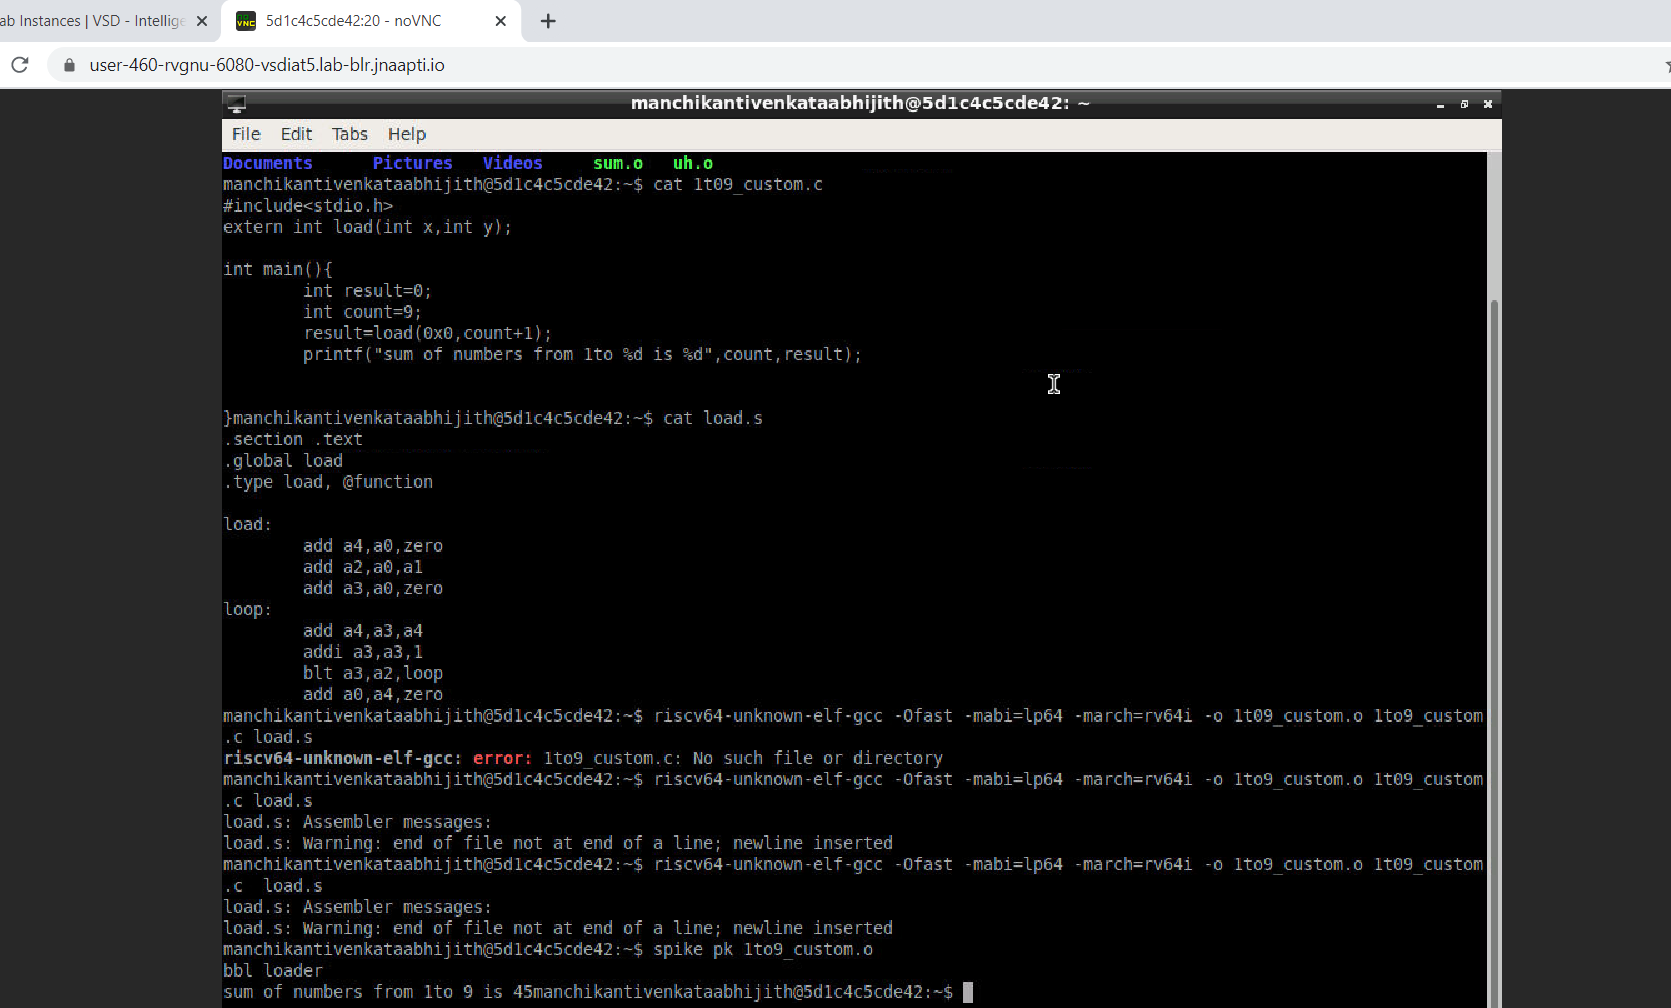 ab Instances | VSD - Intellige
5d1c4c5cde42:20 - noVNC
user-460-rvgnu-6080-vsdiat5.lab-blr.jnaapti.io
manchikantivenkataabhijith@5d1c4c5cde42: ~
File Edit Tabs Help
Documents Pictures Videos sum.o uh.o
manchikantivenkataabhijith@5d1c4c5cde42:~$ cat 1t09_custom.c
#include<stdio.h>
extern int load(int x,int y);
int main(){
int result=0;
int count=9;
result=load(0x0,count+1);
printf("sum of numbers from 1to %d is %d",count,result);
}manchikantivenkataabhijith@5d1c4c5cde42:~$ cat load.s
.section .text
.global load
.type load, @function
load:
add a4,a0,zero
add a2,a0,a1
add a3,a0,zero
loop:
add a4,a3,a4
addi a3,a3,1
blt a3,a2,loop
add a0,a4,zero
manchikantivenkataabhijith@5d1c4c5cde42:~$ riscv64-unknown-elf-gcc -Ofast -mabi=lp64 -march=rv64i -o 1t09_custom.o 1to9_custom
.c load.s
riscv64-unknown-elf-gcc: error: 1to9_custom.c: No such file or directory
manchikantivenkataabhijith@5d1c4c5cde42:~$ riscv64-unknown-elf-gcc -Ofast -mabi=lp64 -march=rv64i -o 1to9_custom.o 1t09_custom
.c load.s
load.s: Assembler messages:
load.s: Warning: end of file not at end of a line; newline inserted
manchikantivenkataabhijith@5d1c4c5cde42:~$ riscv64-unknown-elf-gcc -Ofast -mabi=lp64 -march=rv64i -o 1to9_custom.o 1t09_custom
.c  load.s
load.s: Assembler messages:
load.s: Warning: end of file not at end of a line; newline inserted
manchikantivenkataabhijith@5d1c4c5cde42:~$ spike pk 1to9_custom.o
bbl loader
sum of numbers from 1to 9 is 45manchikantivenkataabhijith@5d1c4c5cde42:~$